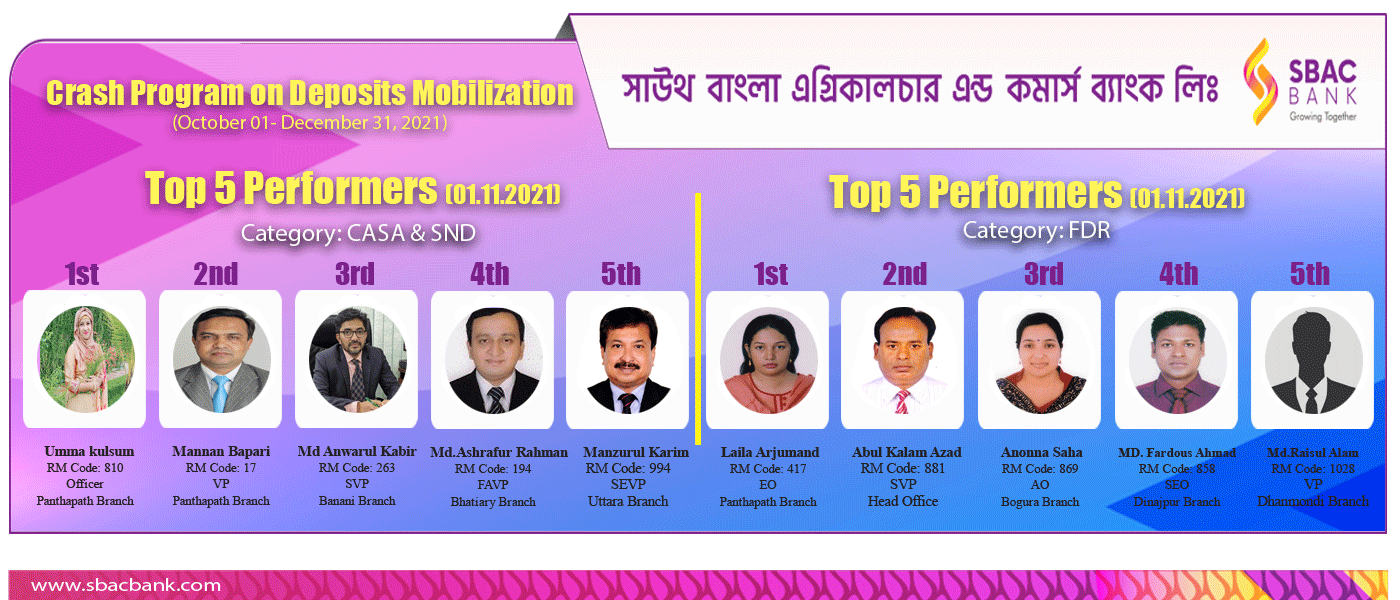 Crash Program on Deposits Mobilization
(October 01- December 31, 2021)
সাউথ বাংলা এগ্রিকালচার এন্ড কমার্স ব্যাংক লিঃ
SBAC
BANK
Growing Together
Top 5 Performers (01.11.2021)
Category: CASA & SND
1st
2nd
3rd
4th
5th
Umma kulsum
RM Code: 810
Officer
Panthapath Branch
Mannan Bapari
RM Code: 17
VP
Panthapath Branch
Md Anwarul Kabir
RM Code: 263
SVP
Banani Branch
Md.Ashrafur Rahman
RM Code: 194
FAVP
Bhatiary Branch
Manzurul Karim
RM Code: 994
SEVP
Uttara Branch
Top 5 Performers (01.11.2021)
Category: FDR
1st
2nd
3rd
4th
5th
Laila Arjumand
RM Code: 417
EO
Panthapath Branch
Abul Kalam Azad
RM Code: 881
SVP
Head Office
Anonna Saha
RM Code: 869
AO
Bogura Branch
MD. Fardous Ahmad
RM Code: 858
SEO
Dinajpur Branch
Md.Raisul Alam
RM Code: 1028
VP
Dhanmondi Branch
www.sbacbank.com